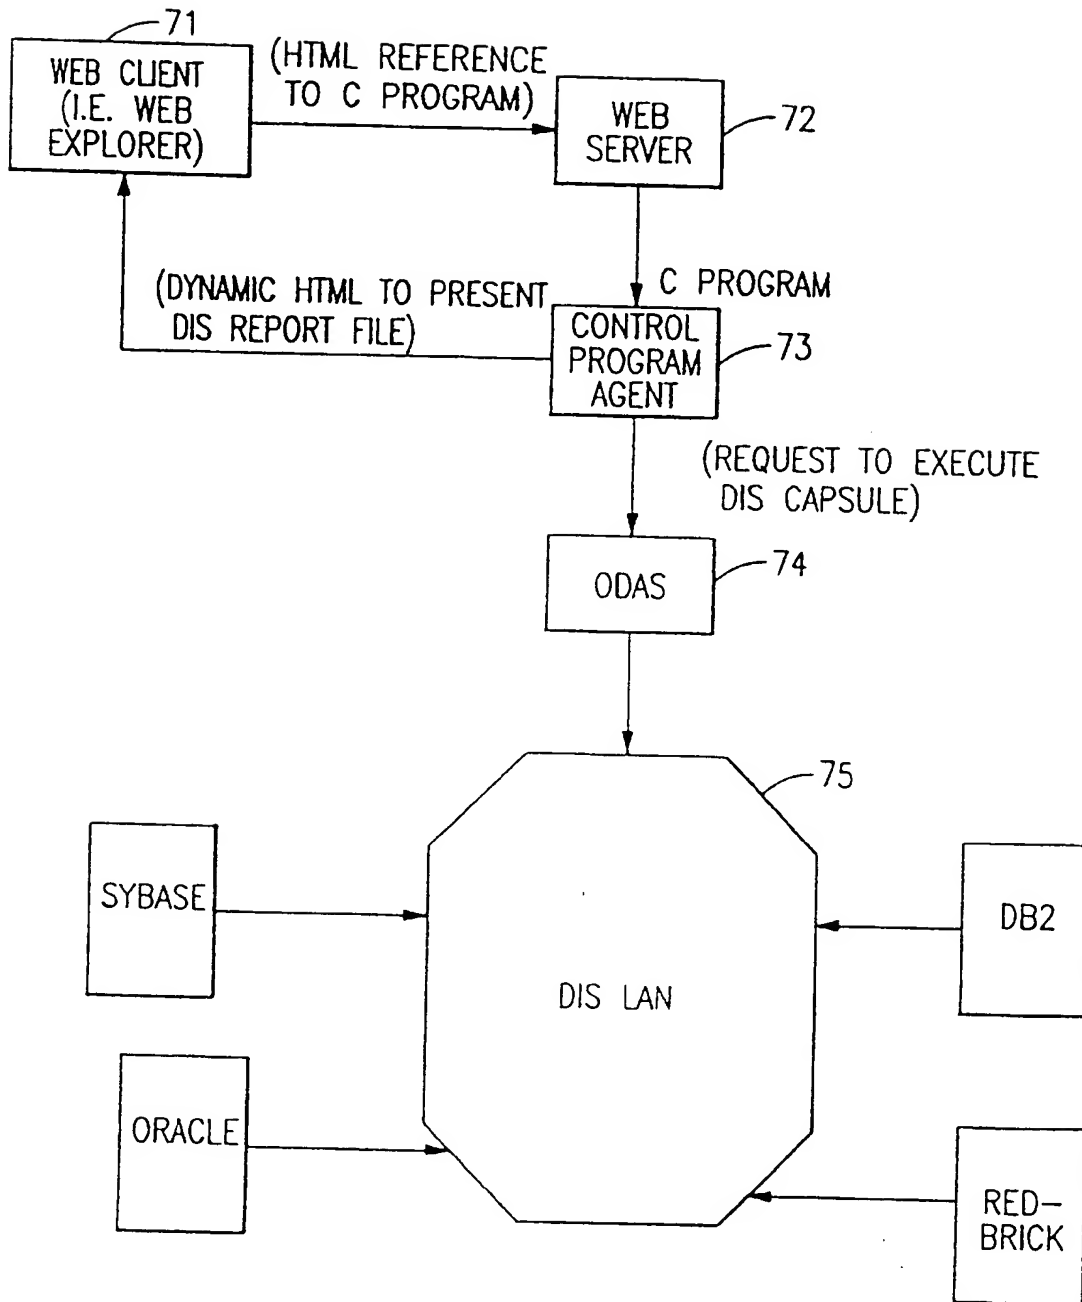 71
WEB CLIENT
(I.E. WEB
EXPLORER)
(HTML REFERENCE
TO C PROGRAM)
WEB
SERVER
72
(DYNAMIC HTML TO PRESENT
DIS REPORT FILE)
C PROGRAM
CONTROL
PROGRAM
AGENT
73
(REQUEST TO EXECUTE
DIS CAPSULE)
ODAS
74
75
SYBASE
DB2
DIS LAN
ORACLE
RED-
BRICK